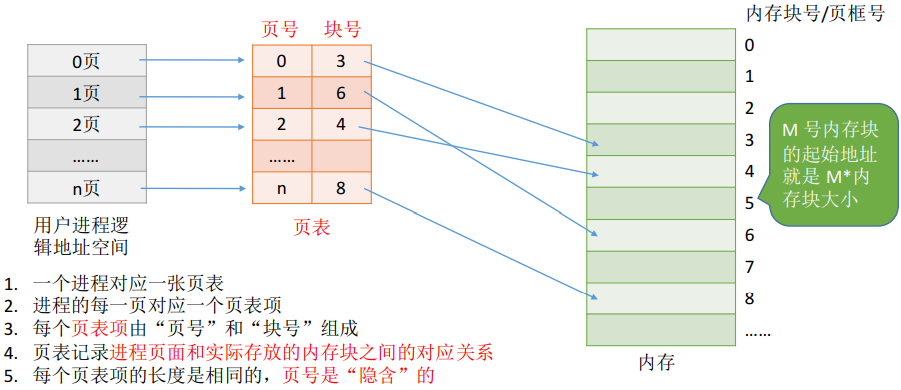 内存块号/页框号
页号 块号
0页 0 3
1页 1 6
2页 2 4
…… ……
n页 n 8
用户进程逻
辑地址空间
页表
0
1
2
3
4
5
6
7
8
……
内存
M 号内存块
的起始地址
就是 M*内
存块大小
1. 一个进程对应一张页表
2. 进程的每一页对应一个页表项
3. 每个页表项由“页号”和“块号”组成
4. 页表记录进程页面和实际存放的内存块之间的对应关系
5. 每个页表项的长度是相同的，页号是“隐含”的